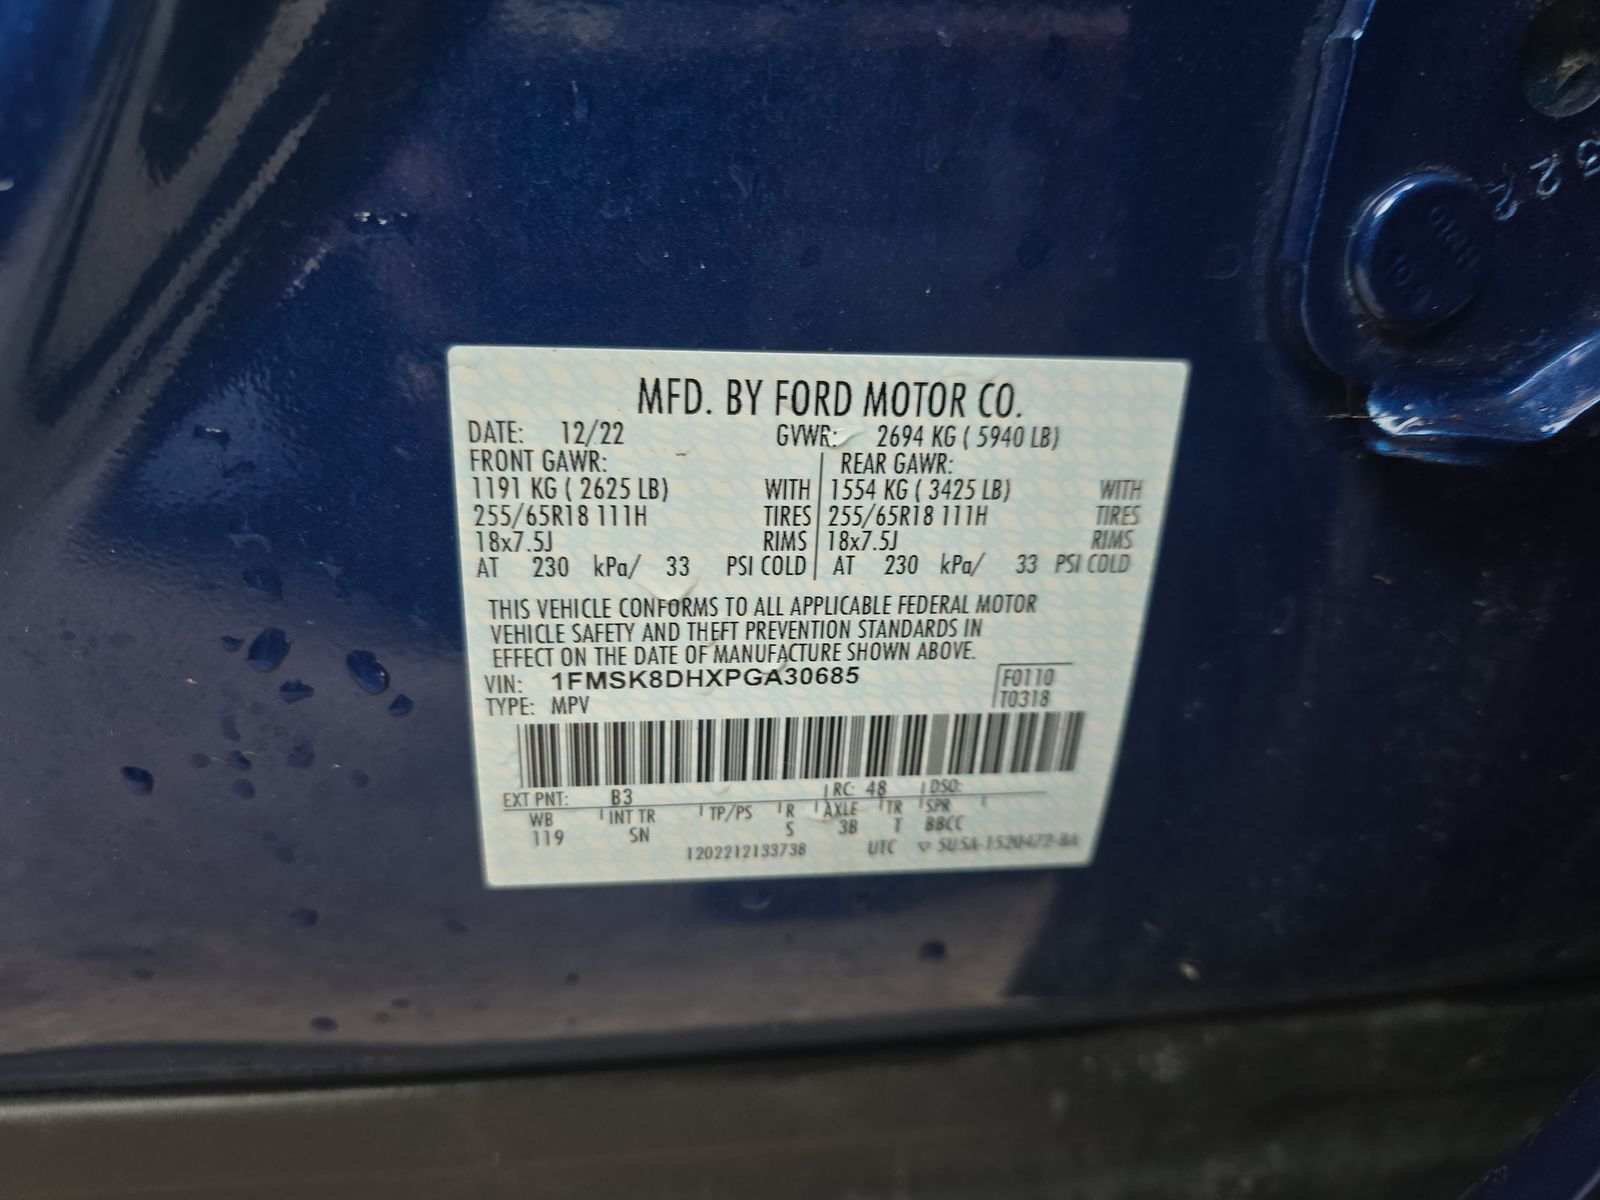 MFD. BY FORD MOTOR CO.
DATE: 12/22 GVWR: 2694 KG ( 5940 LB)
FRONT GAWR: REAR GAWR:
1191 KG ( 2625 LB) WITH 1554 KG ( 3425 LB) WITH
255/65R18 111H TIRES 255/65R18 111H TIRES
18x7.5J RIMS 18x7.5J RIMS
AT 230 kPa/ 33 PSI COLD AT 230 kPa/ 33 PSI COLD
THIS VEHICLE CONFORMS TO ALL APPLICABLE FEDERAL MOTOR
VEHICLE SAFETY AND THEFT PREVENTION STANDARDS IN
EFFECT ON THE DATE OF MANUFACTURE SHOWN ABOVE.
VIN: 1FMSK8DHXPGA30685 F0110
TYPE: MPV T0318
EXT PNT: B3 RC: 48 DSO:
WB INT TR TP/PS R AXLE TR SPR
119 SN S 3B T BBCC
1202212133738 UTC 5U5A-1520472-BA
322